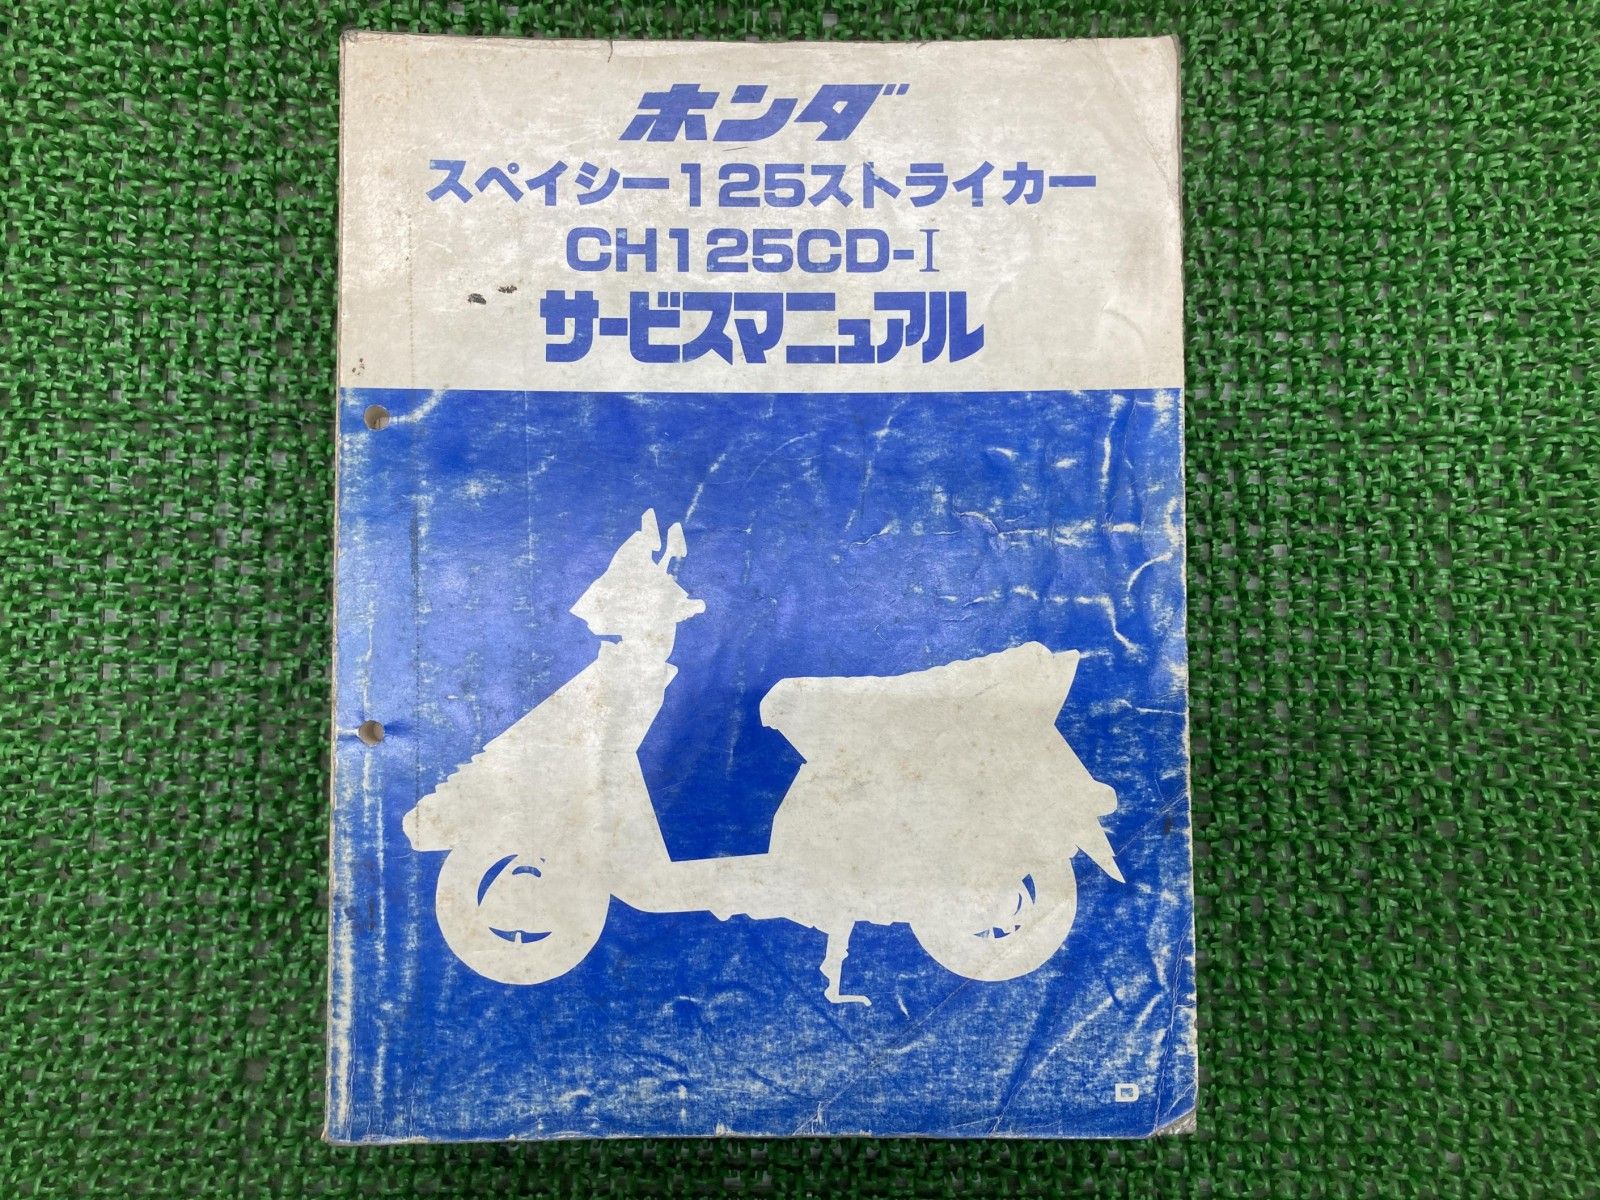 ホンダ
スペイシー125ストライカー
CH125CD-I
サービスマニュアル
D